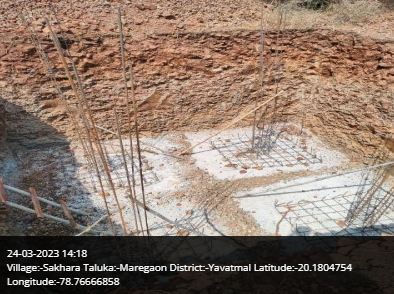 24-03-2023 14:18
Village:-Sakhara Taluka:-Maregaon District:-Yavatmal Latitude:-20.1804754
Longitude:-78.76666858